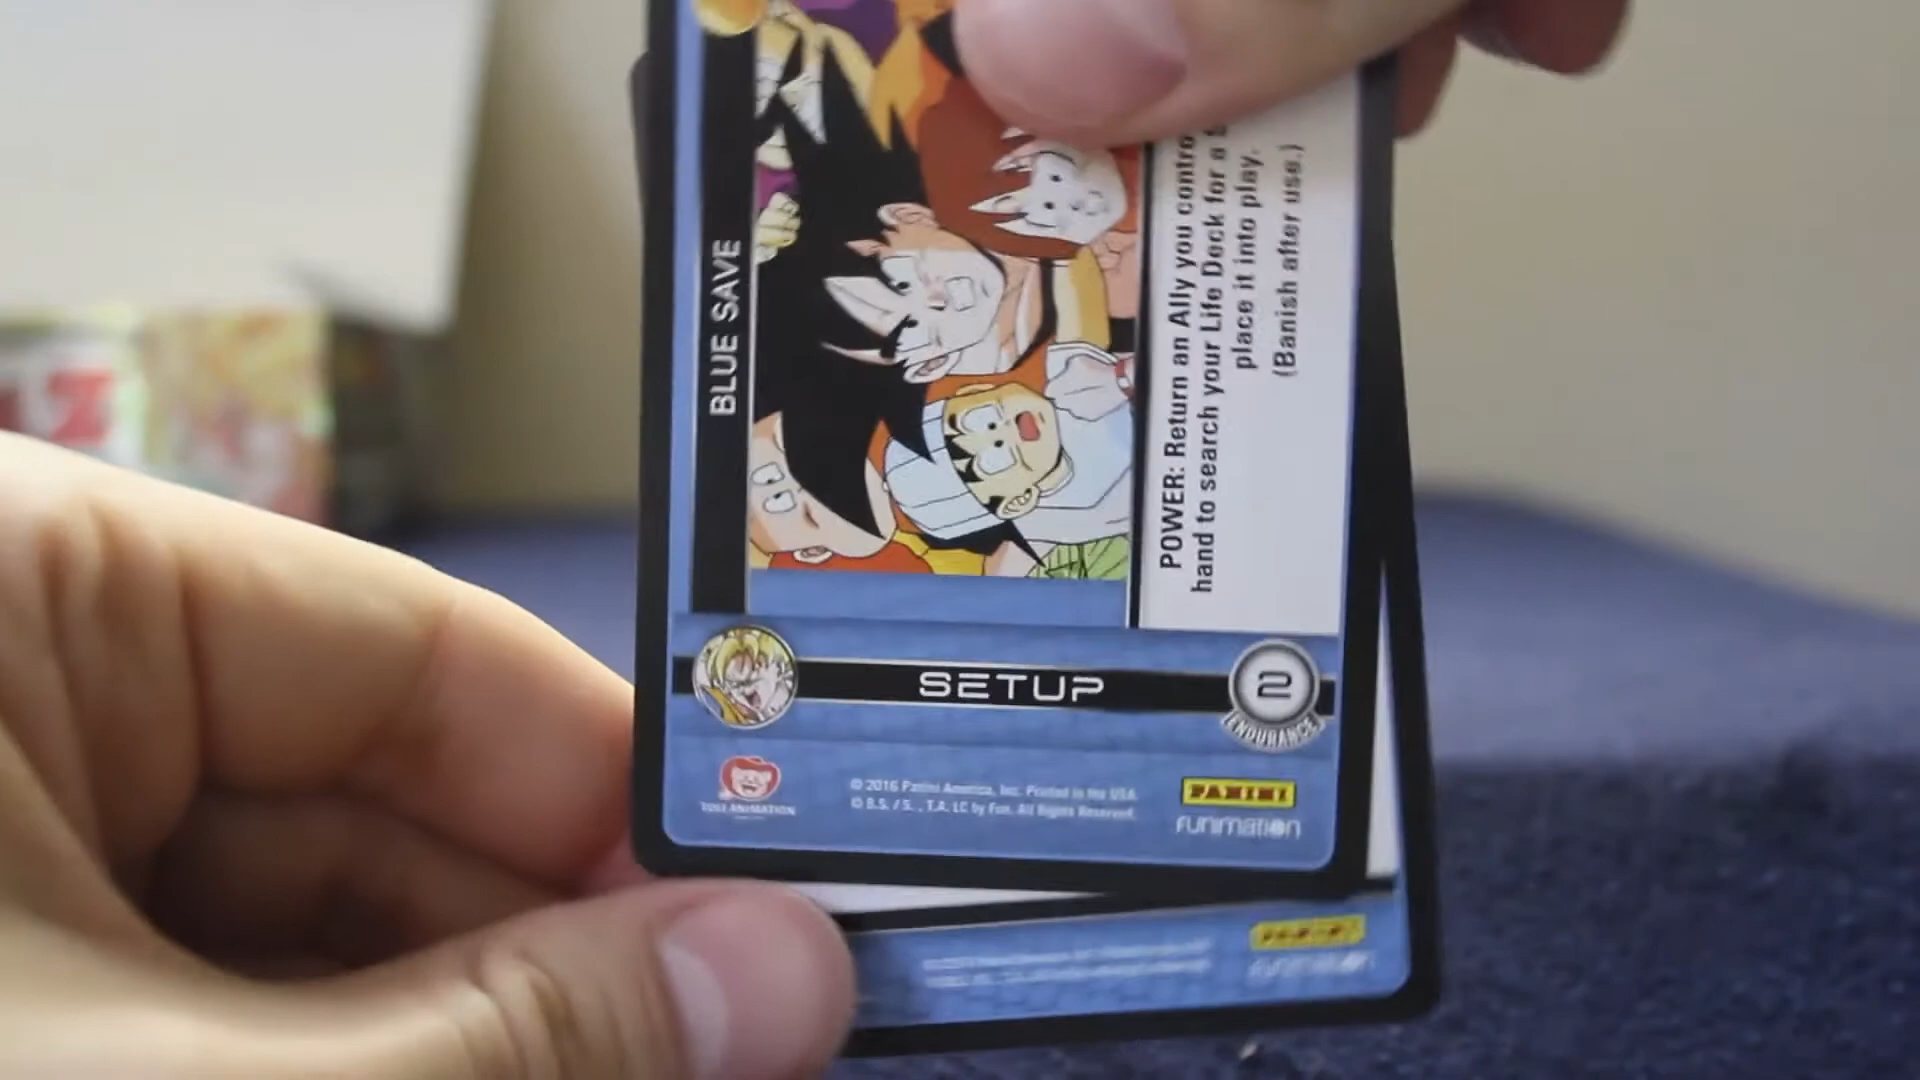 BLUE SAVE
POWER: Return an Ally you contro
hand to search your Life Deck for a
place it into play.
(Banish after use.)
SETUP
2
ENDURANCE
TOEI ANIMATION
© 2016 Panini America, Inc. Printed in the USA.
© B.S. / S. , T.A. LC by Fun. All Rights Reserved.
PANINI
FUNIMATION
PANINI
FUNIMATION
Z